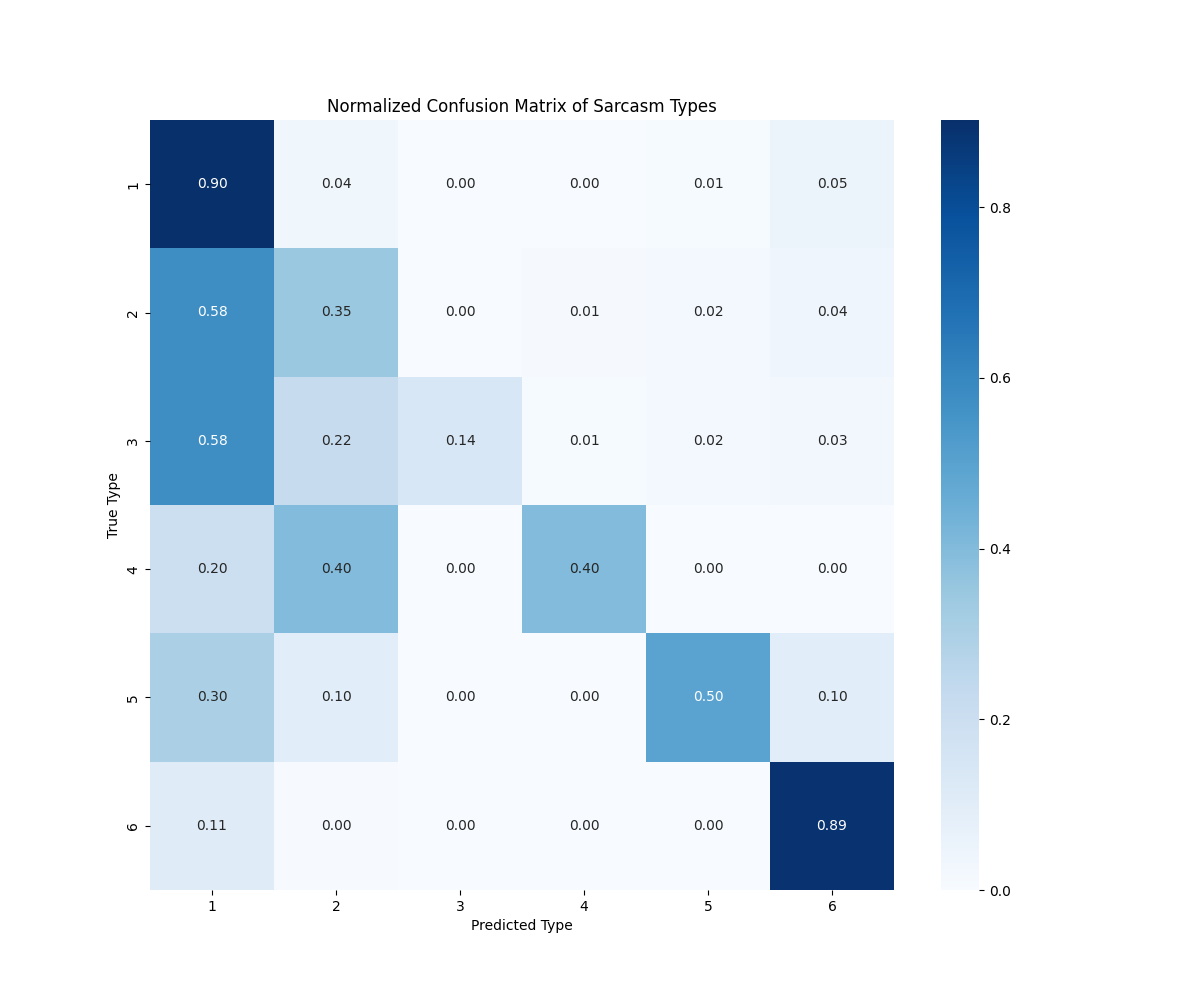 Normalized Confusion Matrix of Sarcasm Types
1 0.90 0.04 0.00 0.00 0.01 0.05
2 0.58 0.35 0.00 0.01 0.02 0.04
3 0.58 0.22 0.14 0.01 0.02 0.03
4 0.20 0.40 0.00 0.40 0.00 0.00
5 0.30 0.10 0.00 0.00 0.50 0.10
6 0.11 0.00 0.00 0.00 0.00 0.89
1 2 3 4 5 6
Predicted Type
True Type
0.8
0.6
0.4
0.2
0.0